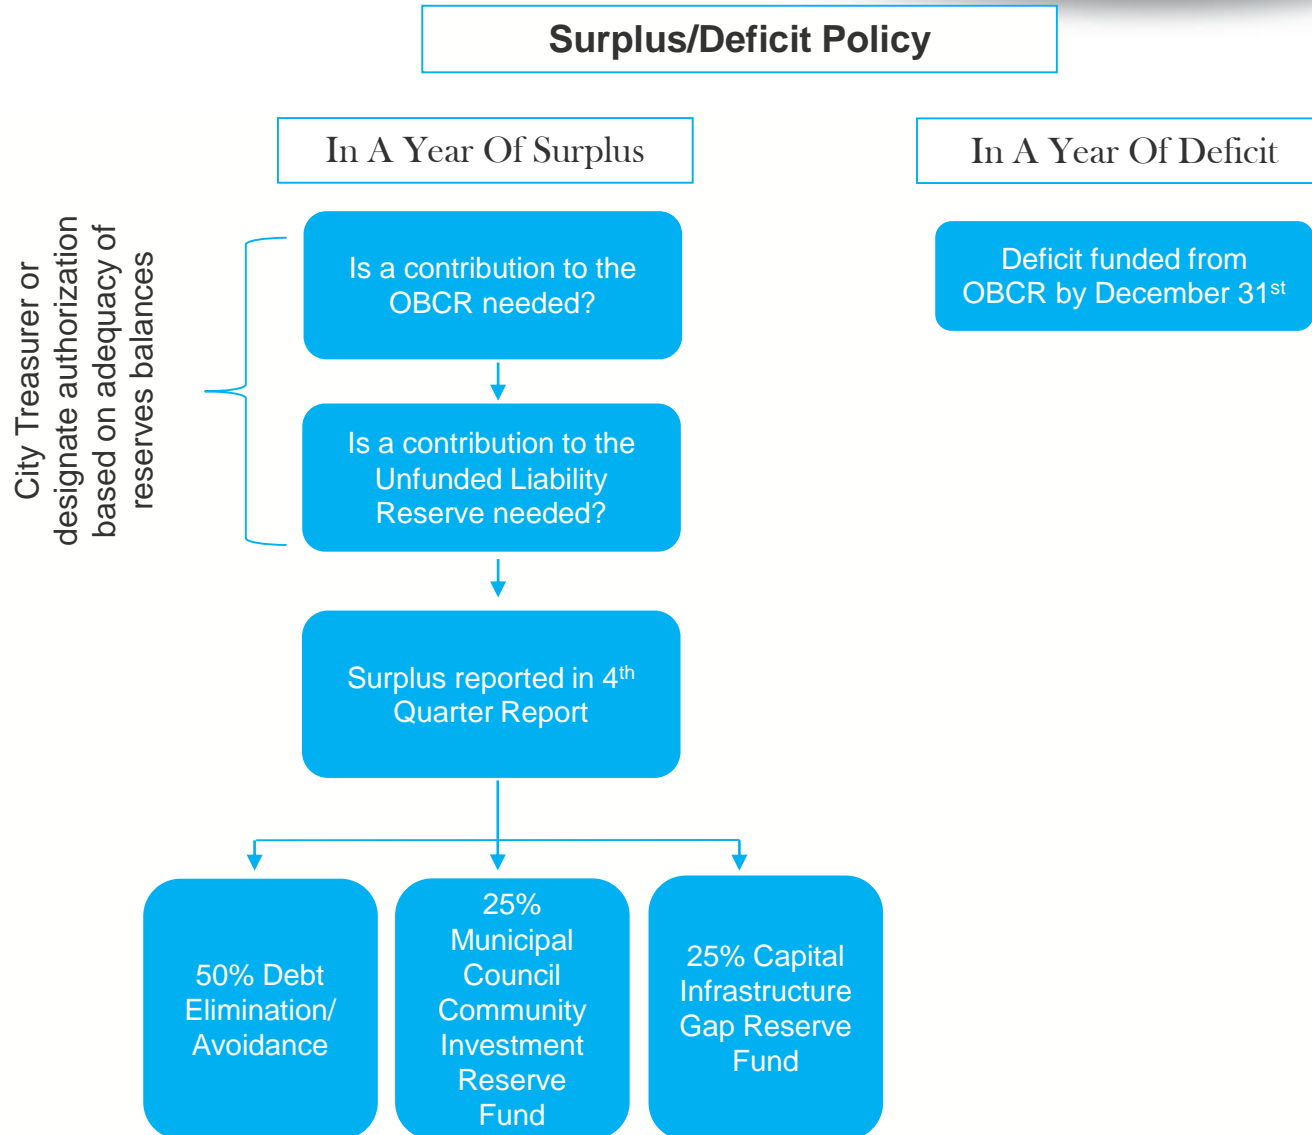 Surplus/Deficit Policy
In A Year Of Surplus
In A Year Of Deficit
City Treasurer or
designate authorization
based on adequacy of
reserves balances
Is a contribution to the
OBCR needed?
Deficit funded from
OBCR by December 31st
Is a contribution to the
Unfunded Liability
Reserve needed?
Surplus reported in 4th
Quarter Report
50% Debt
Elimination/
Avoidance
25%
Municipal
Council
Community
Investment
Reserve
Fund
25% Capital
Infrastructure
Gap Reserve
Fund